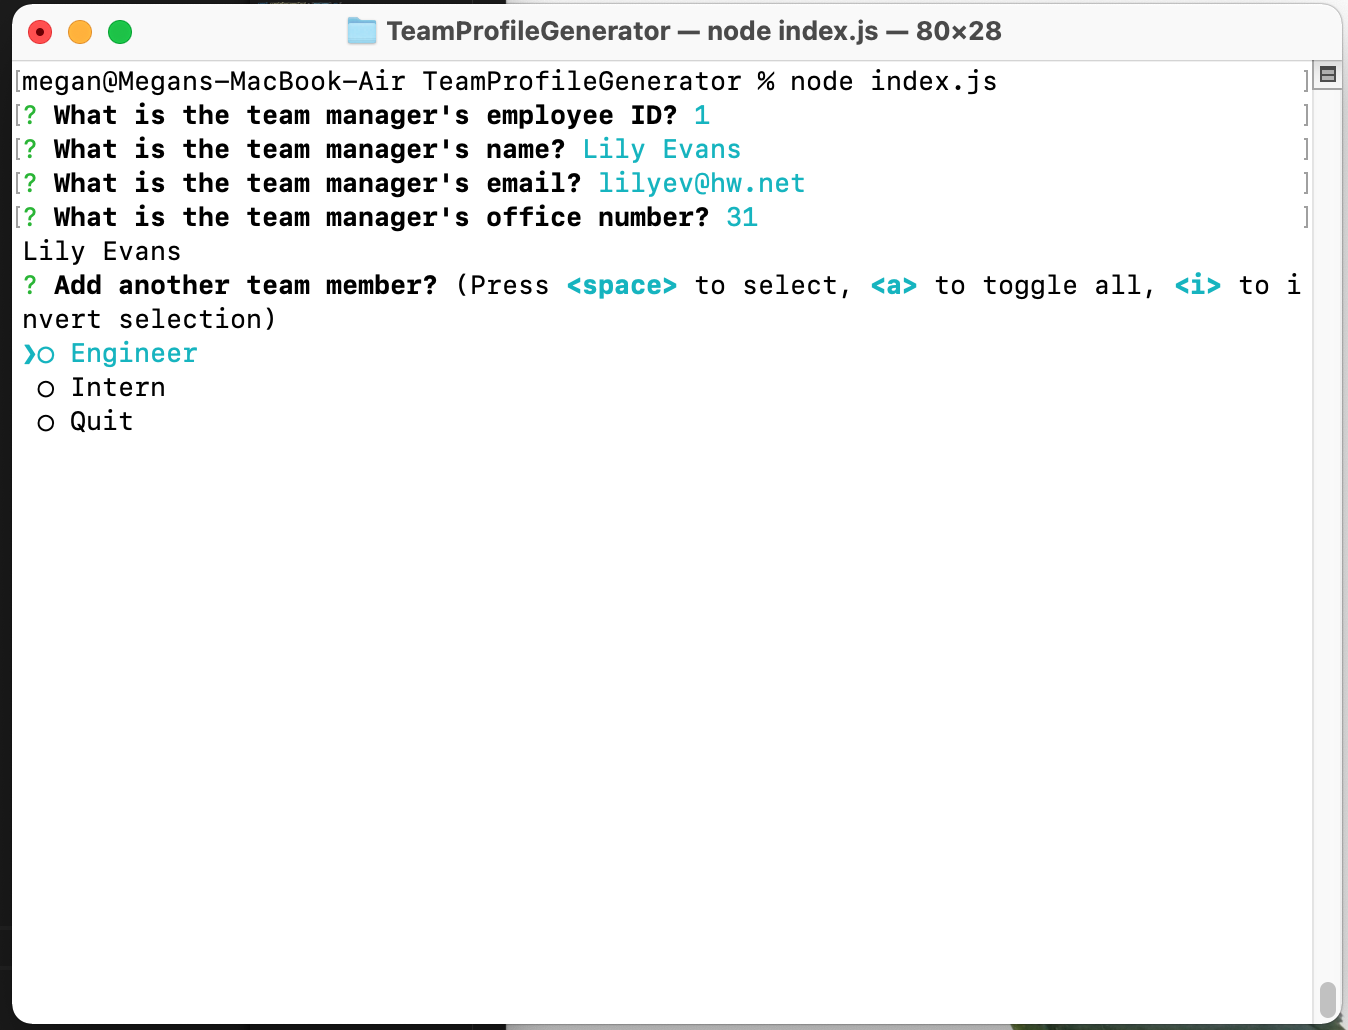 TeamProfileGenerator — node index.js — 80×28
[megan@Megans-MacBook-Air TeamProfileGenerator % node index.js ]
[? What is the team manager's employee ID? 1 ]
[? What is the team manager's name? Lily Evans ]
[? What is the team manager's email? lilyev@hw.net ]
[? What is the team manager's office number? 31 ]
Lily Evans
? Add another team member? (Press <space> to select, <a> to toggle all, <i> to i
nvert selection)
❯◯ Engineer
◯ Intern
◯ Quit